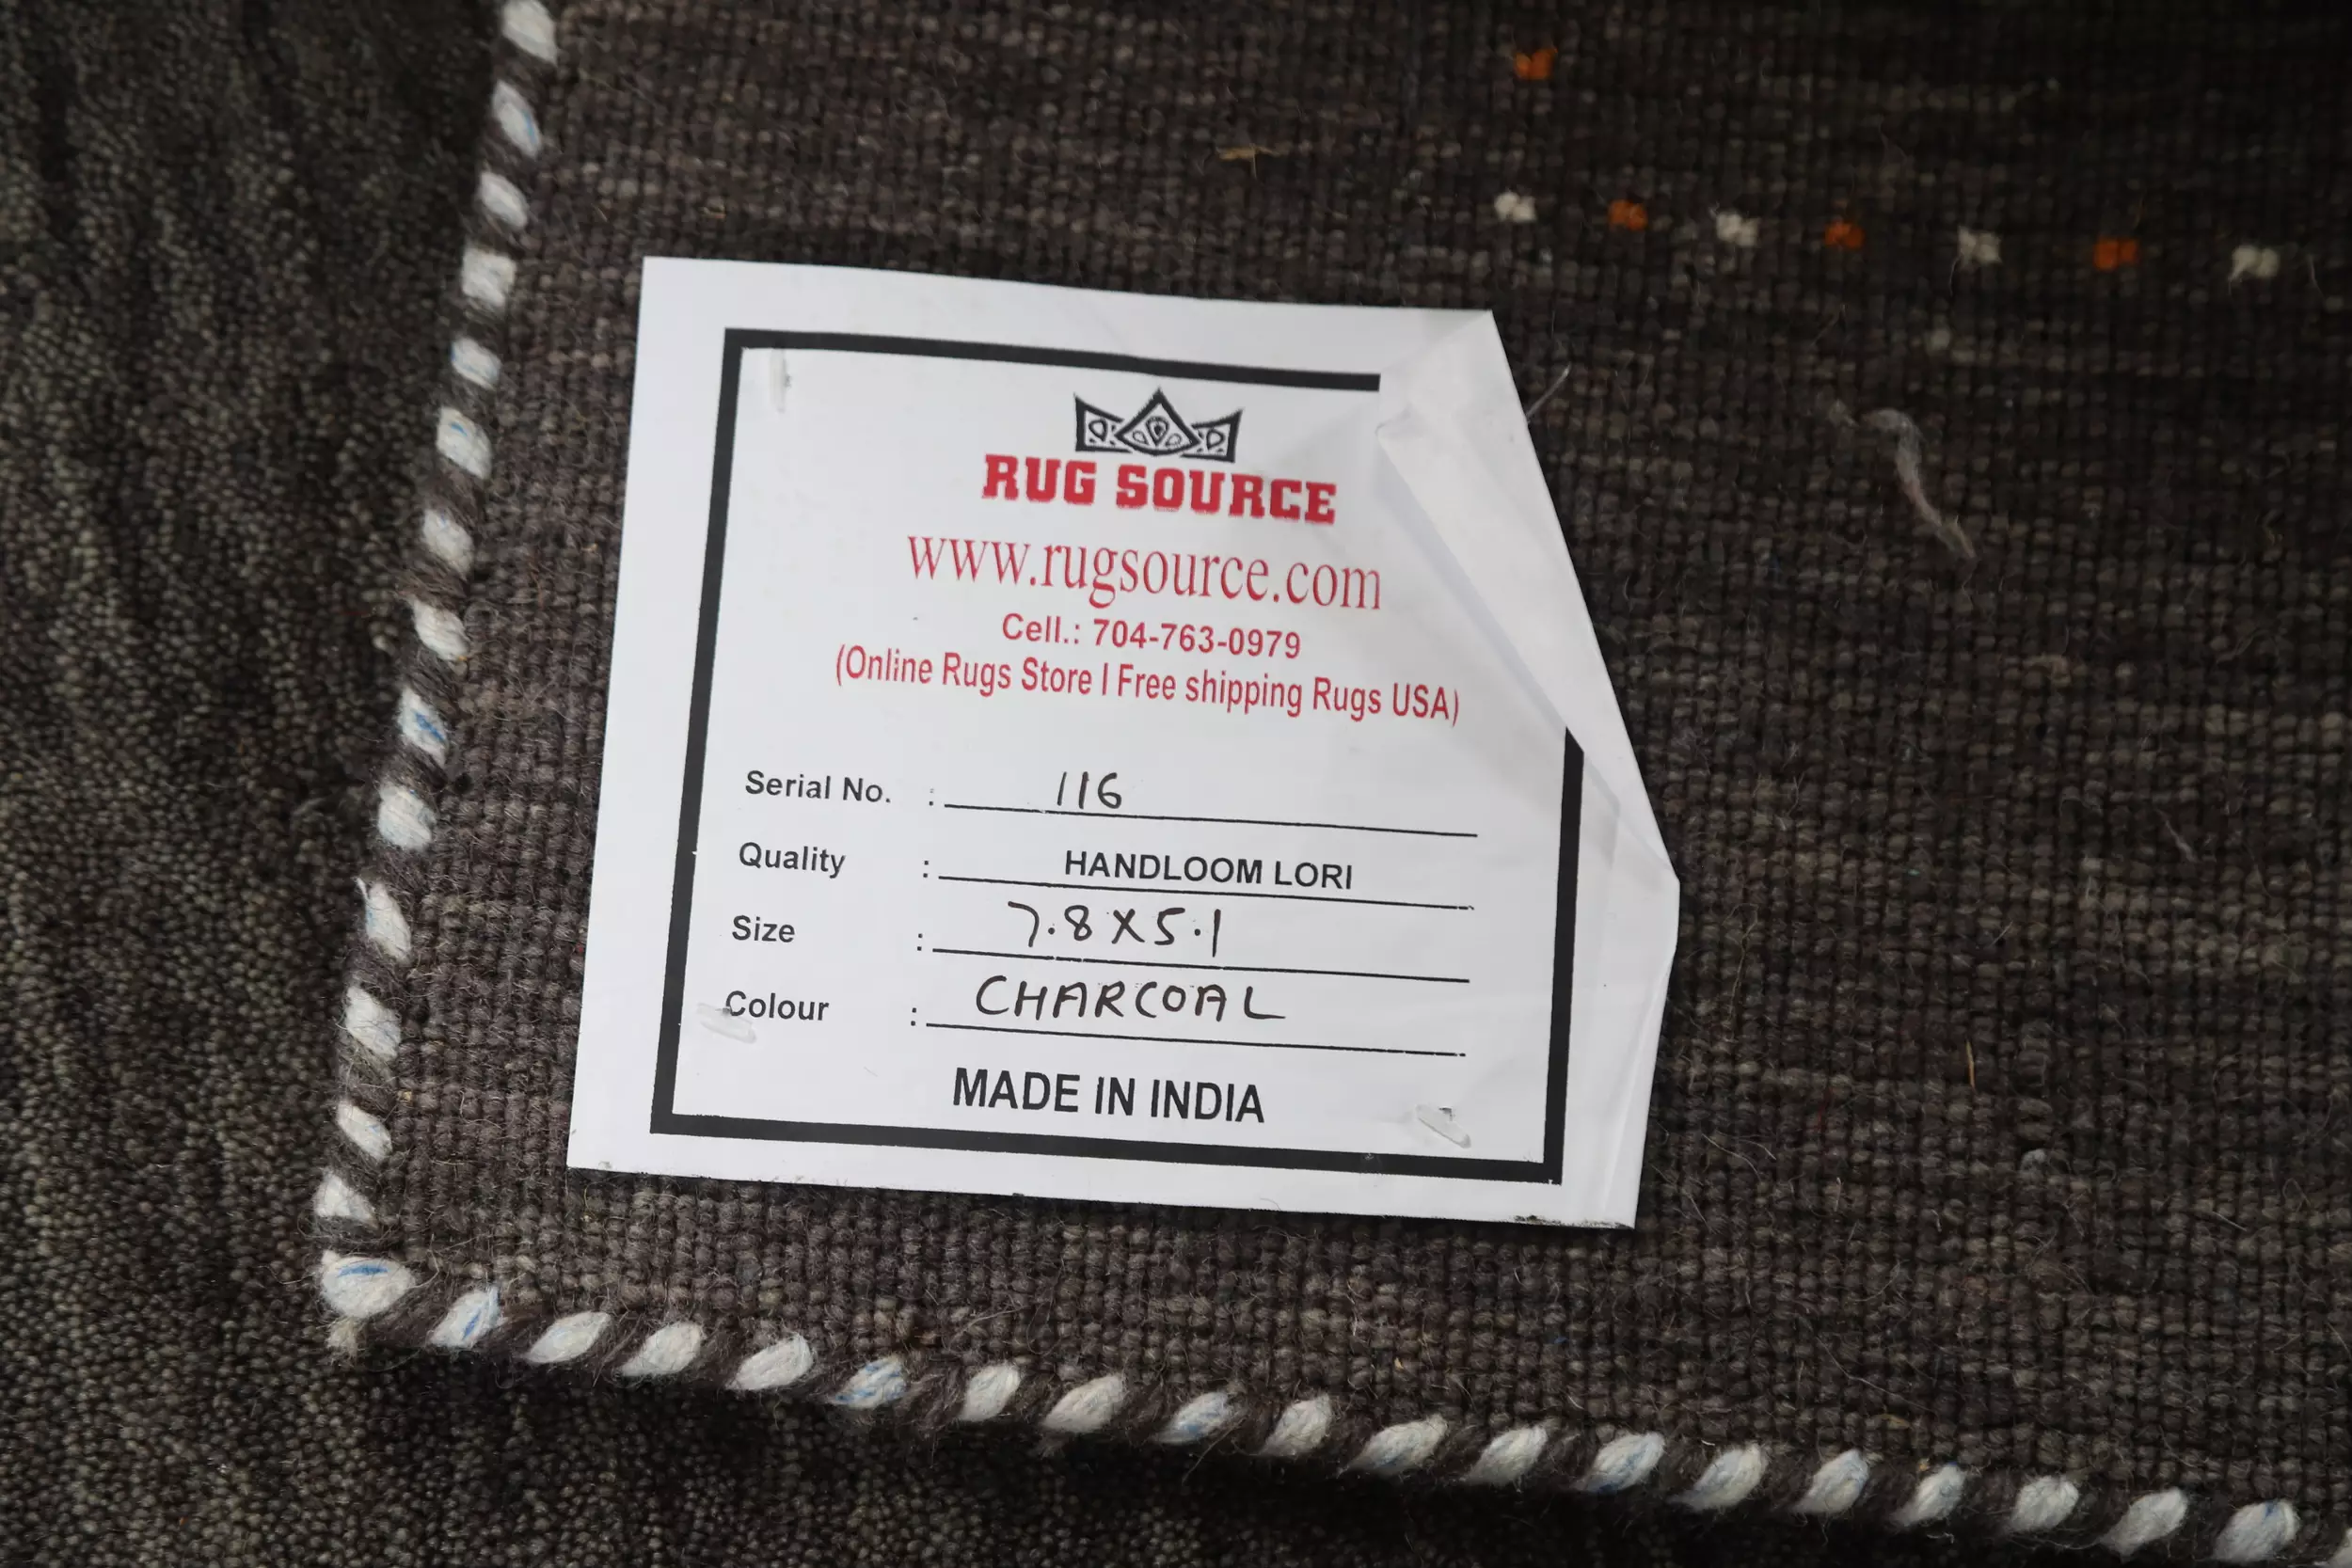 RUG SOURCE
www.rugsource.com
Cell.: 704-763-0979
(Online Rugs Store I Free shipping Rugs USA)
Serial No. : 116
Quality : HANDLOOM LORI
Size : 7.8X5.1
Colour : CHARCOAL
MADE IN INDIA